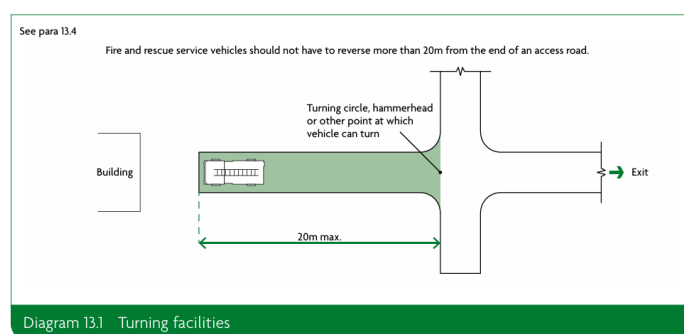 See para 13.4
Fire and rescue service vehicles should not have to reverse more than 20m from the end of an access road.
Turning circle, hammerhead
or other point at which
vehicle can turn
Building
Exit
20m max.
Diagram 13.1 Turning facilities